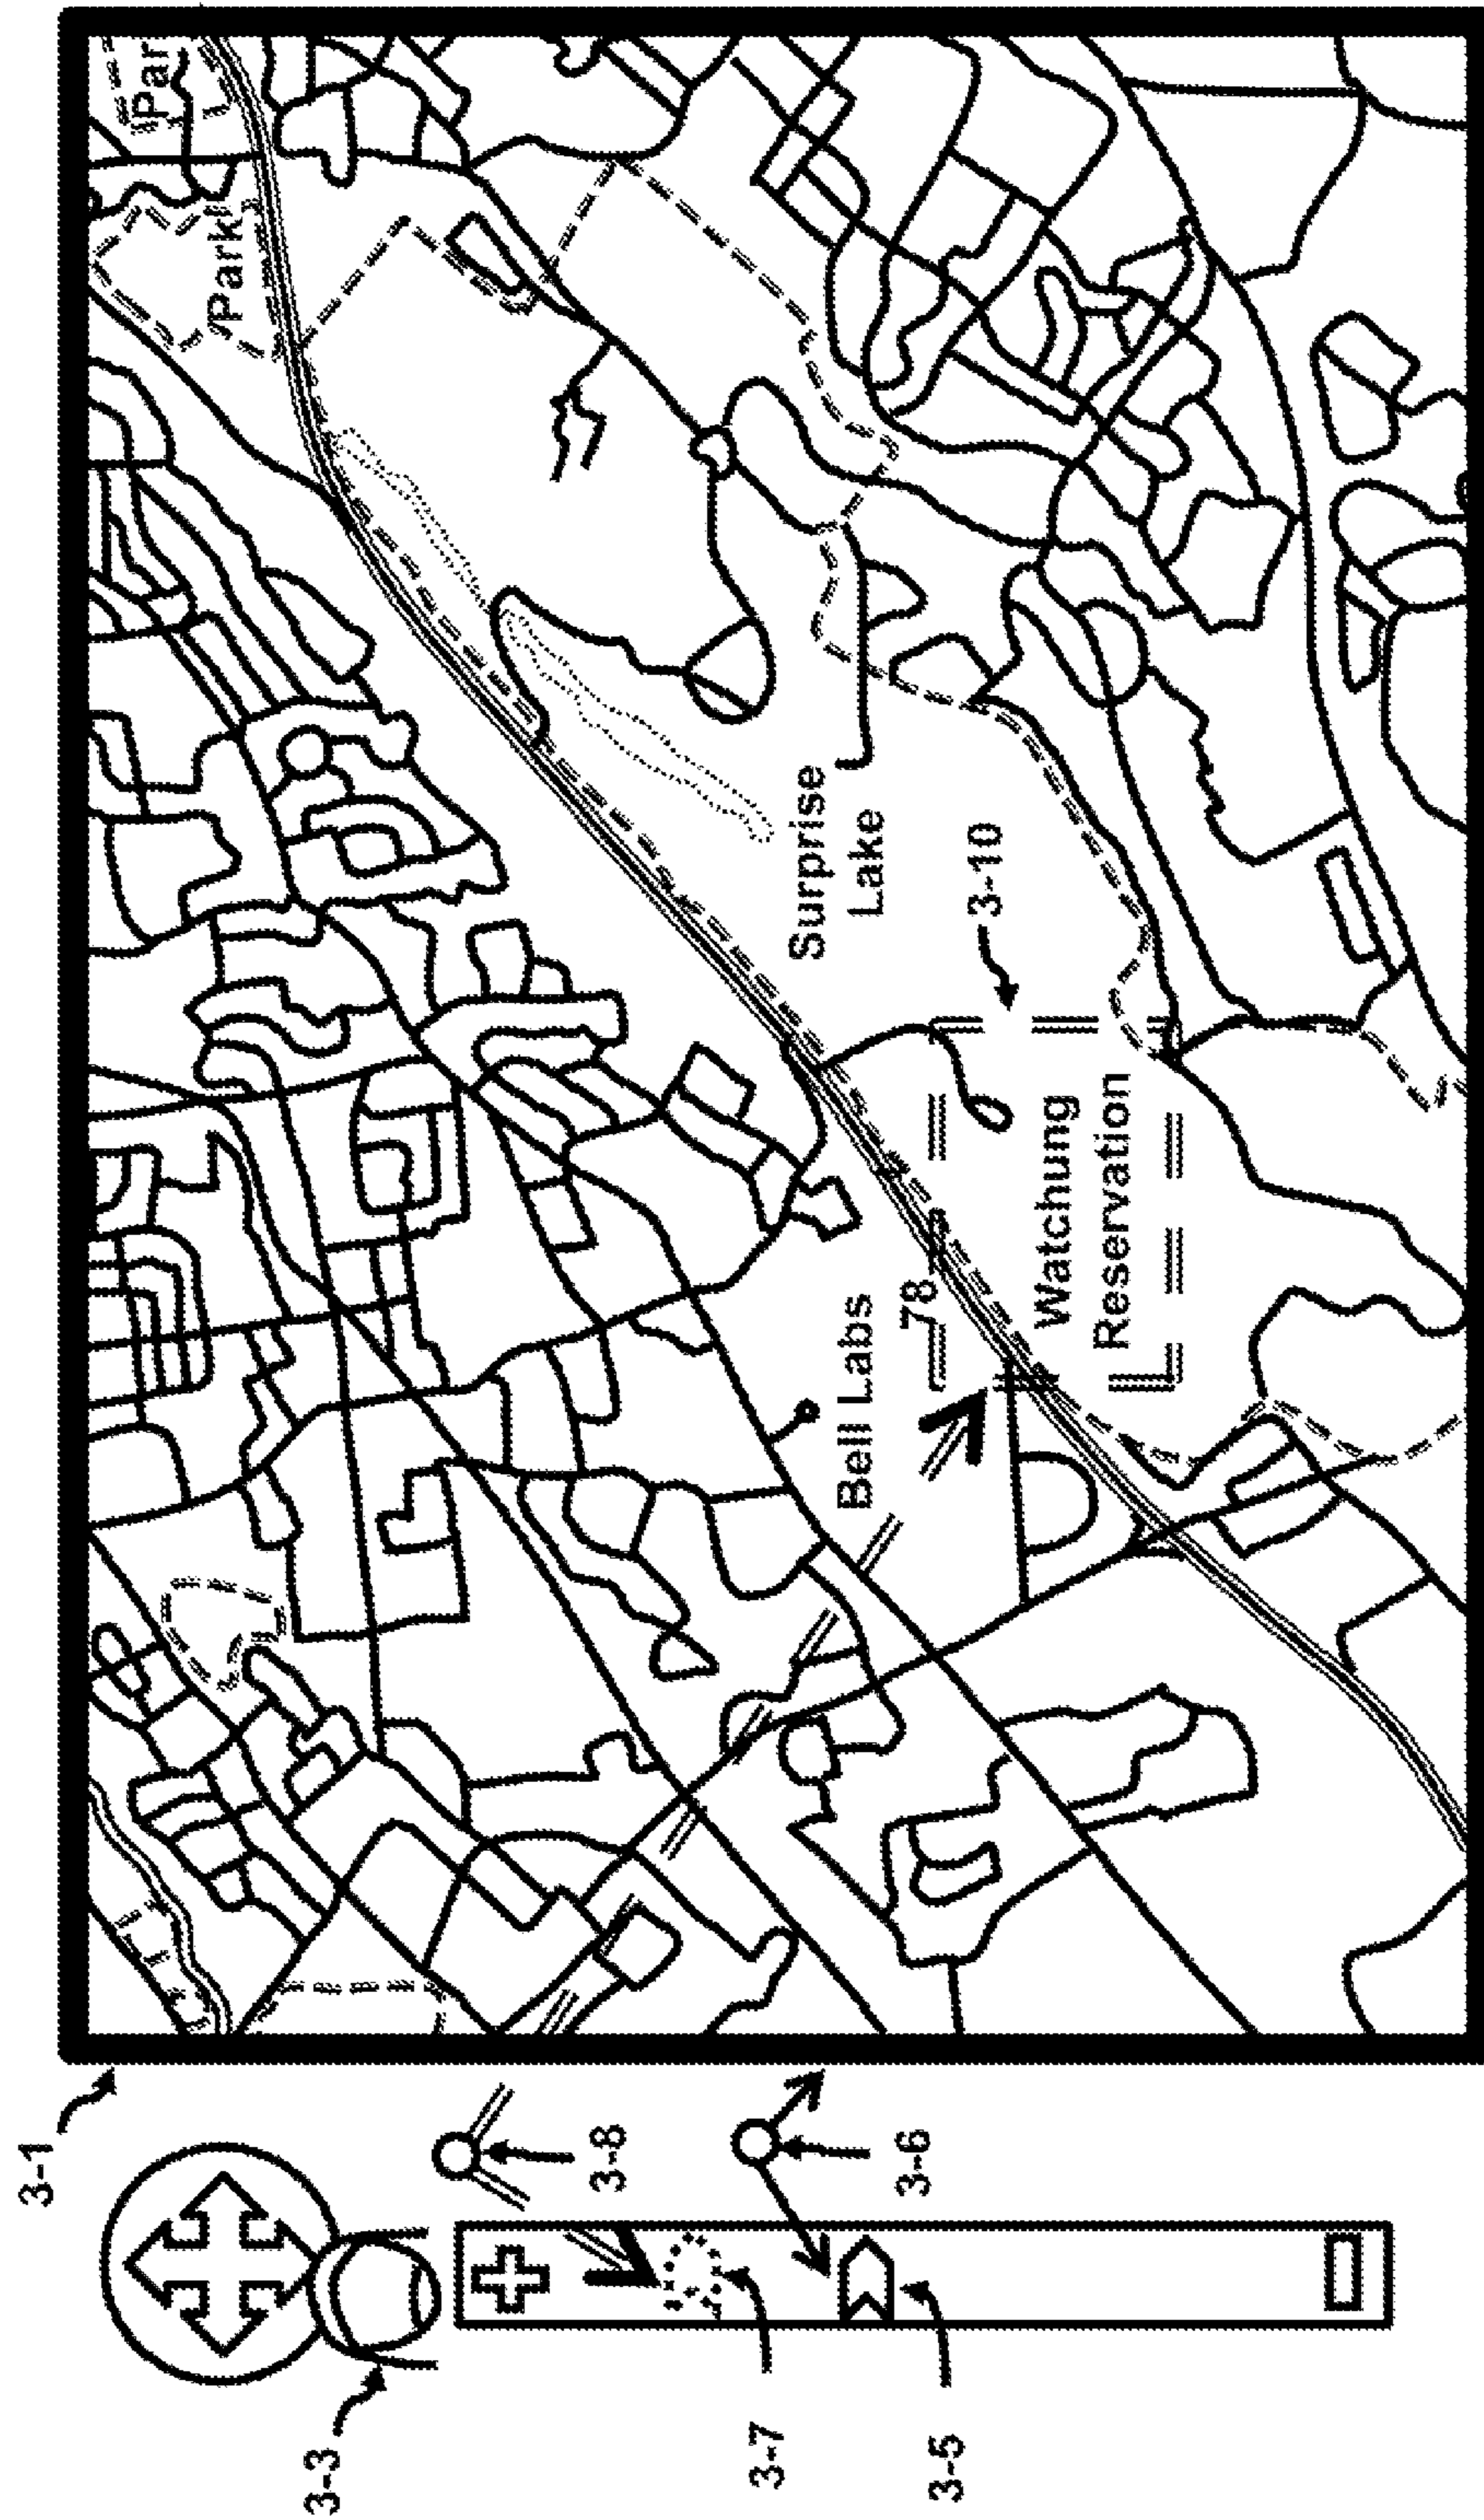 3-1
3-3
3-8
3-7
3-6
3-5
Par
Park
Surprise
Lake
3-10
Bell Labs
78
Watchung
Reservation